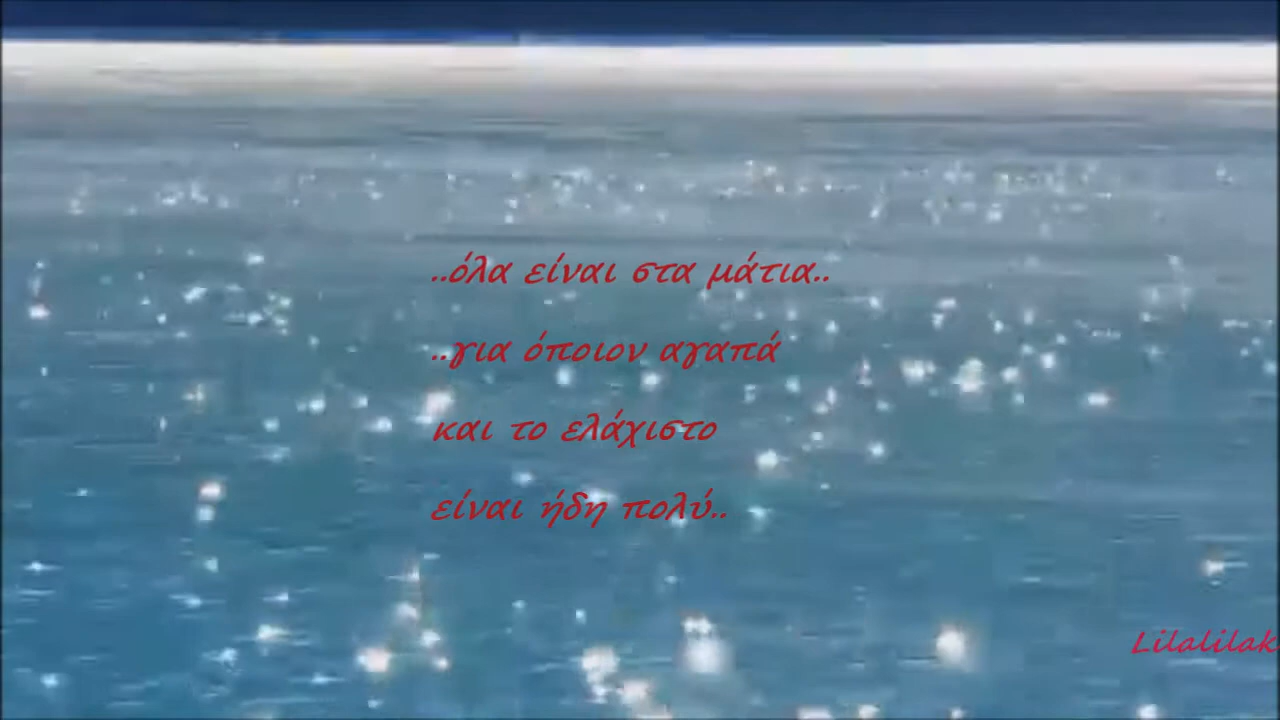 ..όλα είναι στα μάτια..
..για όποιον αγαπά
και το ελάχιστο
είναι ήδη πολύ..
Lilalilak